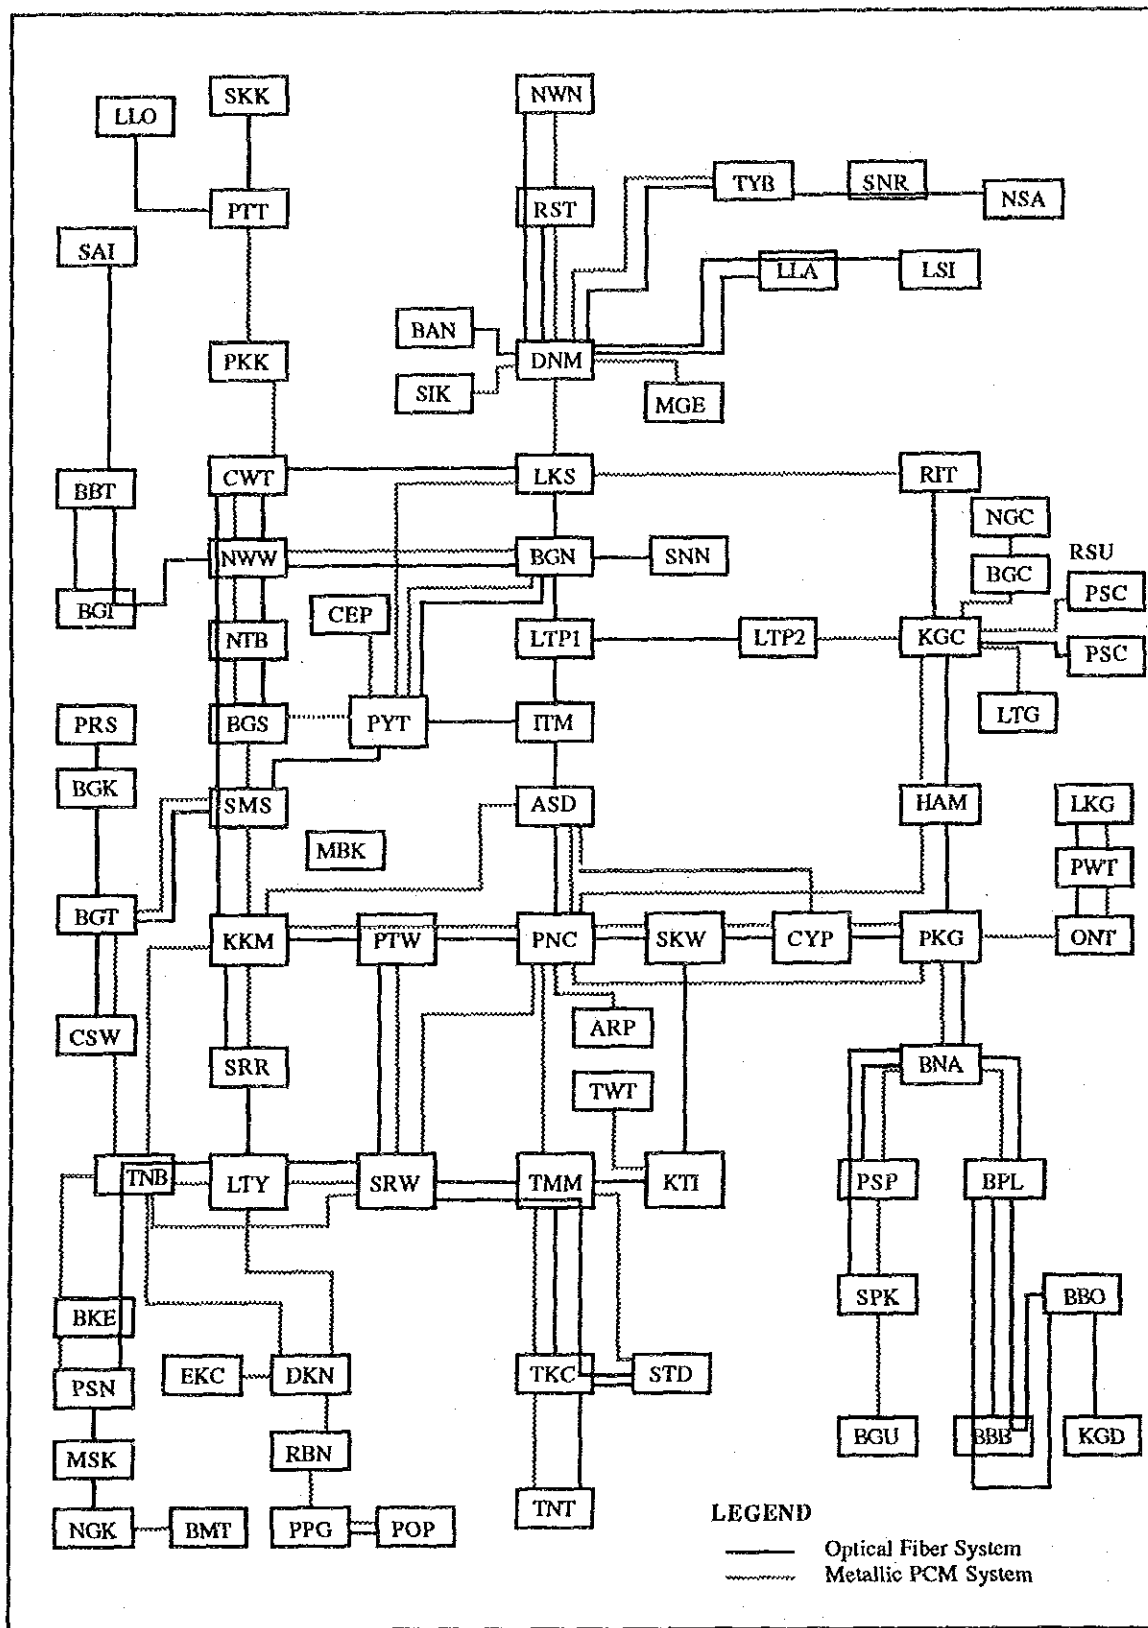 SKK
NWN
LLO
TYB
SNR
NSA
PTT
RST
SAI
LLA
LSI
BAN
DNM
PKK
SIK
MGE
CWT
LKS
RIT
BBT
NGC
NWW
BGN
SNN
RSU
BGC
PSC
BGI
CEP
NTB
LTP1
LTP2
KGC
PSC
PRS
BGS
PYT
ITM
LTG
BGK
SMS
ASD
HAM
LKG
MBK
PWT
BGT
KKM
PTW
PNC
SKW
CYP
PKG
ONT
CSW
ARP
SRR
BNA
TWT
TNB
LTY
SRW
TMM
KTI
PSP
BPL
BKE
SPK
BBO
PSN
EKC
DKN
TKC
STD
MSK
RBN
BGU
BBB
KGD
NGK
BMT
PPG
POP
TNT
LEGEND
Optical Fiber System
Metallic PCM System